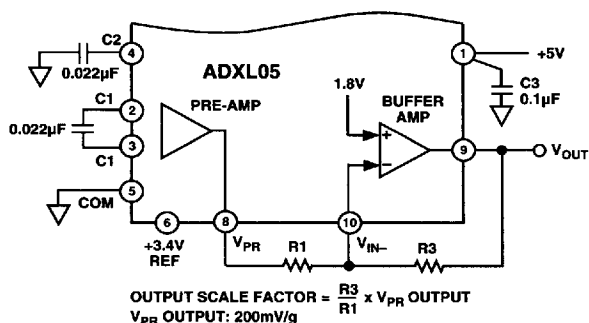 C2
4
0.022µF
ADXL05
1
+5V
C3
0.1µF
1.8V
PRE-AMP
BUFFER
AMP
C1
2
0.022µF
3
C1
+
−
9
VOUT
5
COM
6
8
10
+3.4V
REF
VPR
R1
VIN−
R3
OUTPUT SCALE FACTOR = R3/R1 x VPR OUTPUT
VPR OUTPUT: 200mV/g